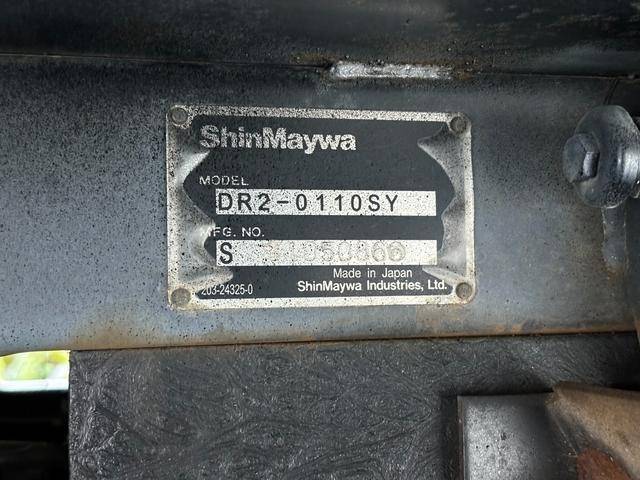 ShinMaywa
MODEL
DR2-0110SY
MFG. NO.
S
Made in Japan
203-24325-0
ShinMaywa Industries, Ltd.